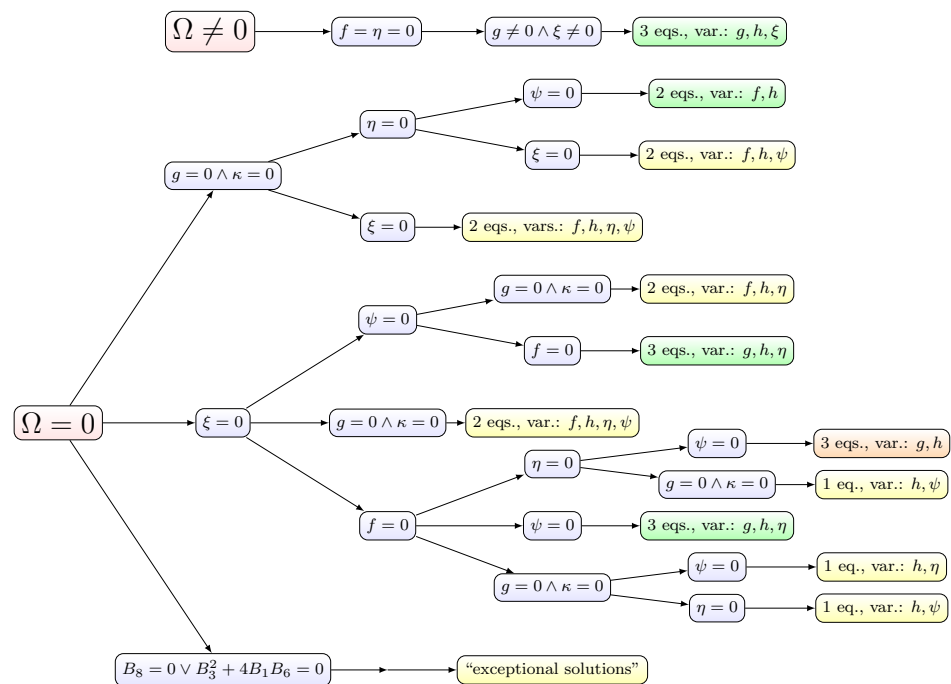 Ω ≠ 0
f = η = 0
g ≠ 0 ∧ ξ ≠ 0
3 eqs., var.: g, h, ξ
ψ = 0
2 eqs., var.: f, h
η = 0
ξ = 0
2 eqs., var.: f, h, ψ
g = 0 ∧ κ = 0
ξ = 0
2 eqs., vars.: f, h, η, ψ
g = 0 ∧ κ = 0
2 eqs., var.: f, h, η
ψ = 0
f = 0
3 eqs., var.: g, h, η
Ω = 0
ξ = 0
g = 0 ∧ κ = 0
2 eqs., var.: f, h, η, ψ
ψ = 0
3 eqs., var.: g, h
η = 0
g = 0 ∧ κ = 0
1 eq., var.: h, ψ
f = 0
ψ = 0
3 eqs., var.: g, h, η
ψ = 0
1 eq., var.: h, η
g = 0 ∧ κ = 0
η = 0
1 eq., var.: h, ψ
B₈ = 0 ∨ B₃² + 4B₁B₆ = 0
“exceptional solutions”